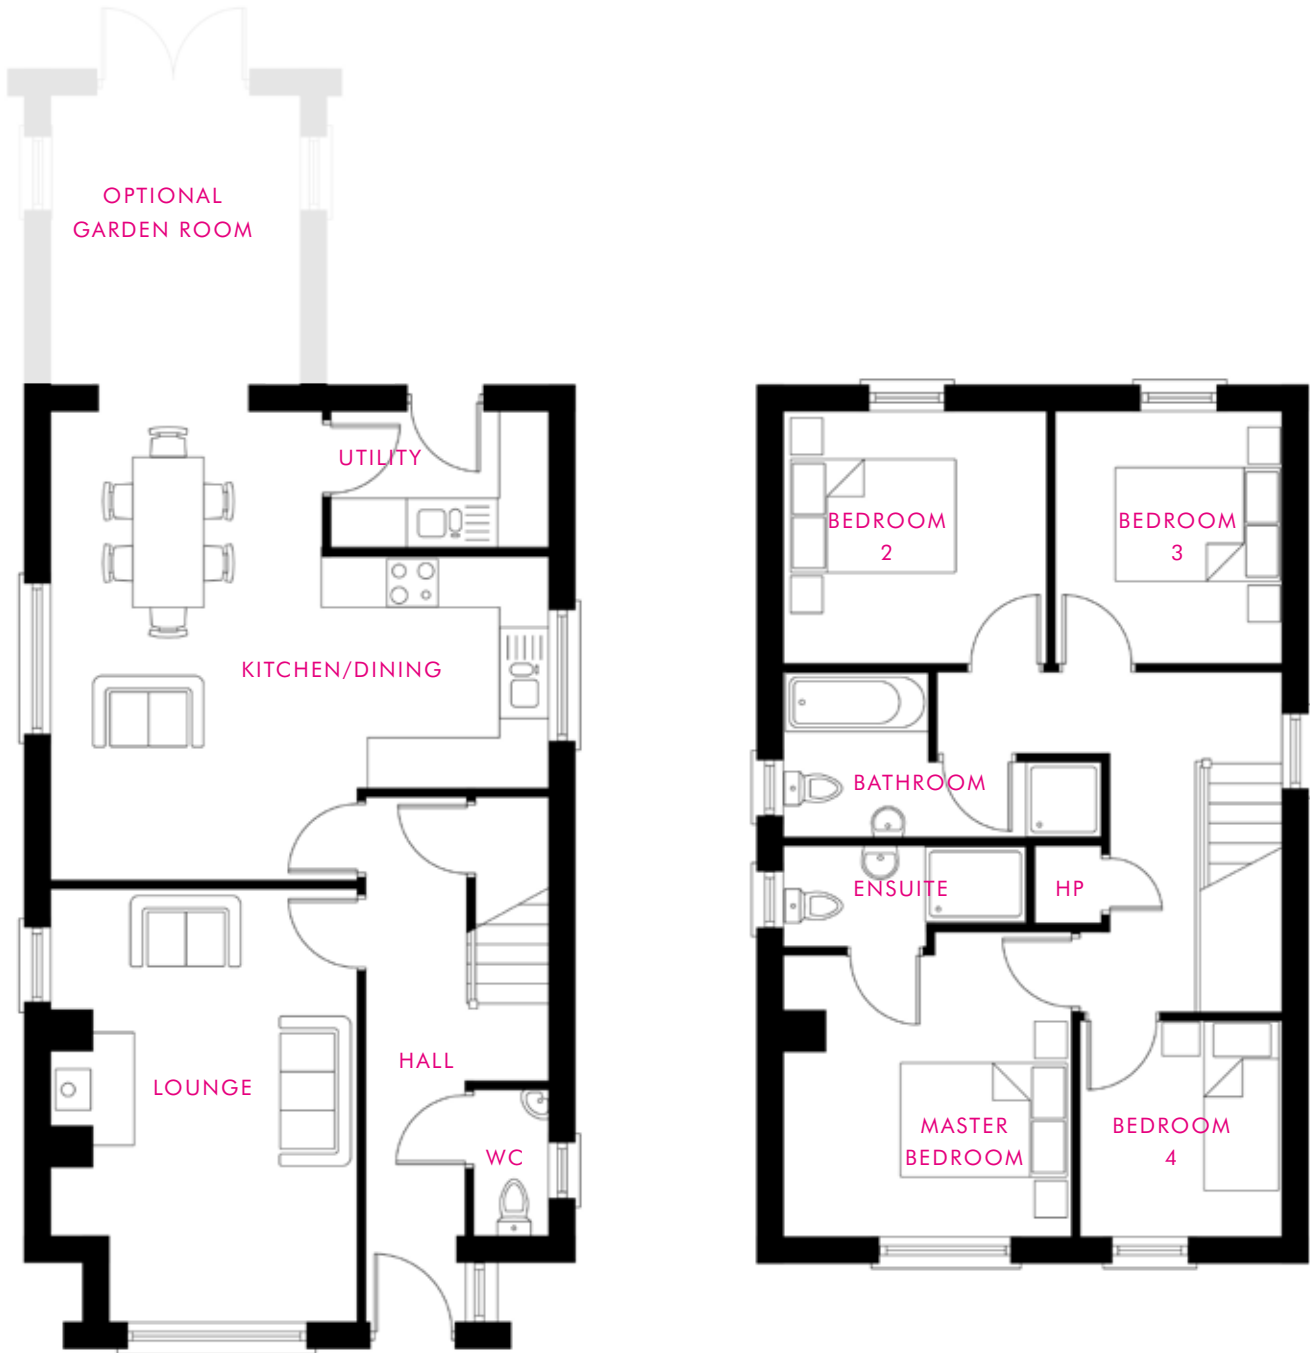 OPTIONAL
GARDEN ROOM
UTILITY
KITCHEN/DINING
HALL
LOUNGE
WC
BEDROOM
2
BEDROOM
3
BATHROOM
ENSUITE
HP
MASTER
BEDROOM
BEDROOM
4